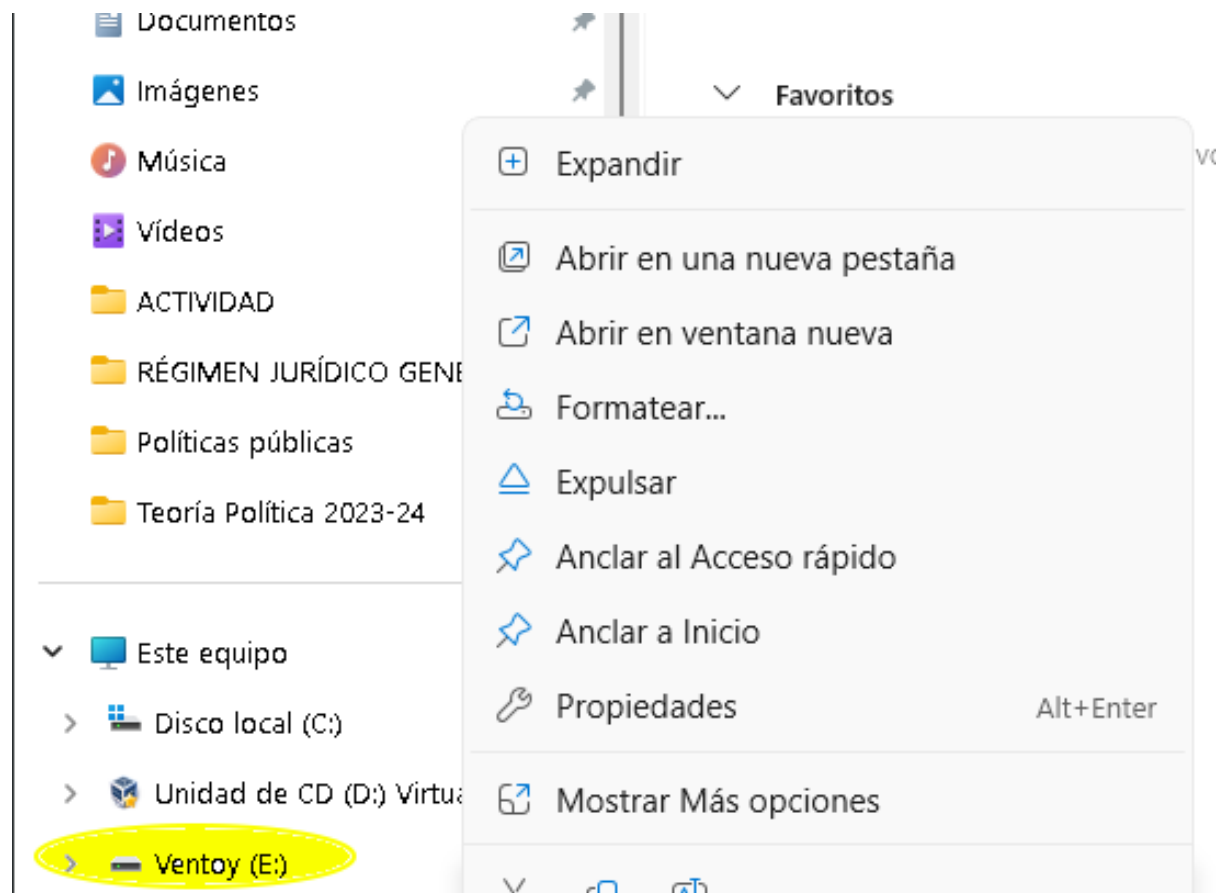 Documentos
Imágenes
Música
Vídeos
ACTIVIDAD
RÉGIMEN JURÍDICO
Políticas públicas
Teoría Política 2023-24
Este equipo
Disco local (C:)
Unidad de CD (D:)
Ventoy (E:)
Favoritos
Expandir
Abrir en una nueva pestaña
Abrir en ventana nueva
Formatear...
Expulsar
Anclar al Acceso rápido
Anclar a Inicio
Propiedades Alt+Enter
Mostrar Más opciones